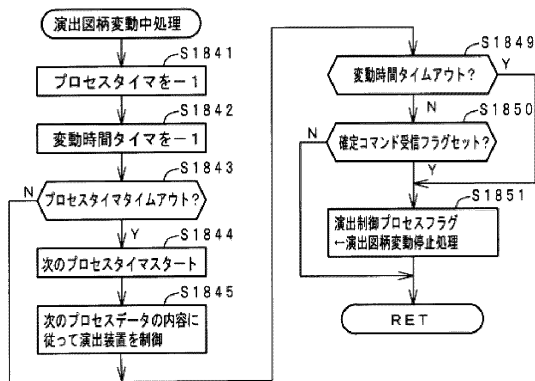 演出図柄変動中処理
S1841
プロセスタイマを－1
S1842
変動時間タイマを－1
S1843
プロセスタイマタイムアウト？
N
Y
S1844
次のプロセスタイマスタート
S1845
次のプロセスデータの内容に
従って演出装置を制御
S1849
変動時間タイムアウト？
Y
N
S1850
確定コマンド受信フラグセット？
N
Y
S1851
演出制御プロセスフラグ
←演出図柄変動停止処理
RET